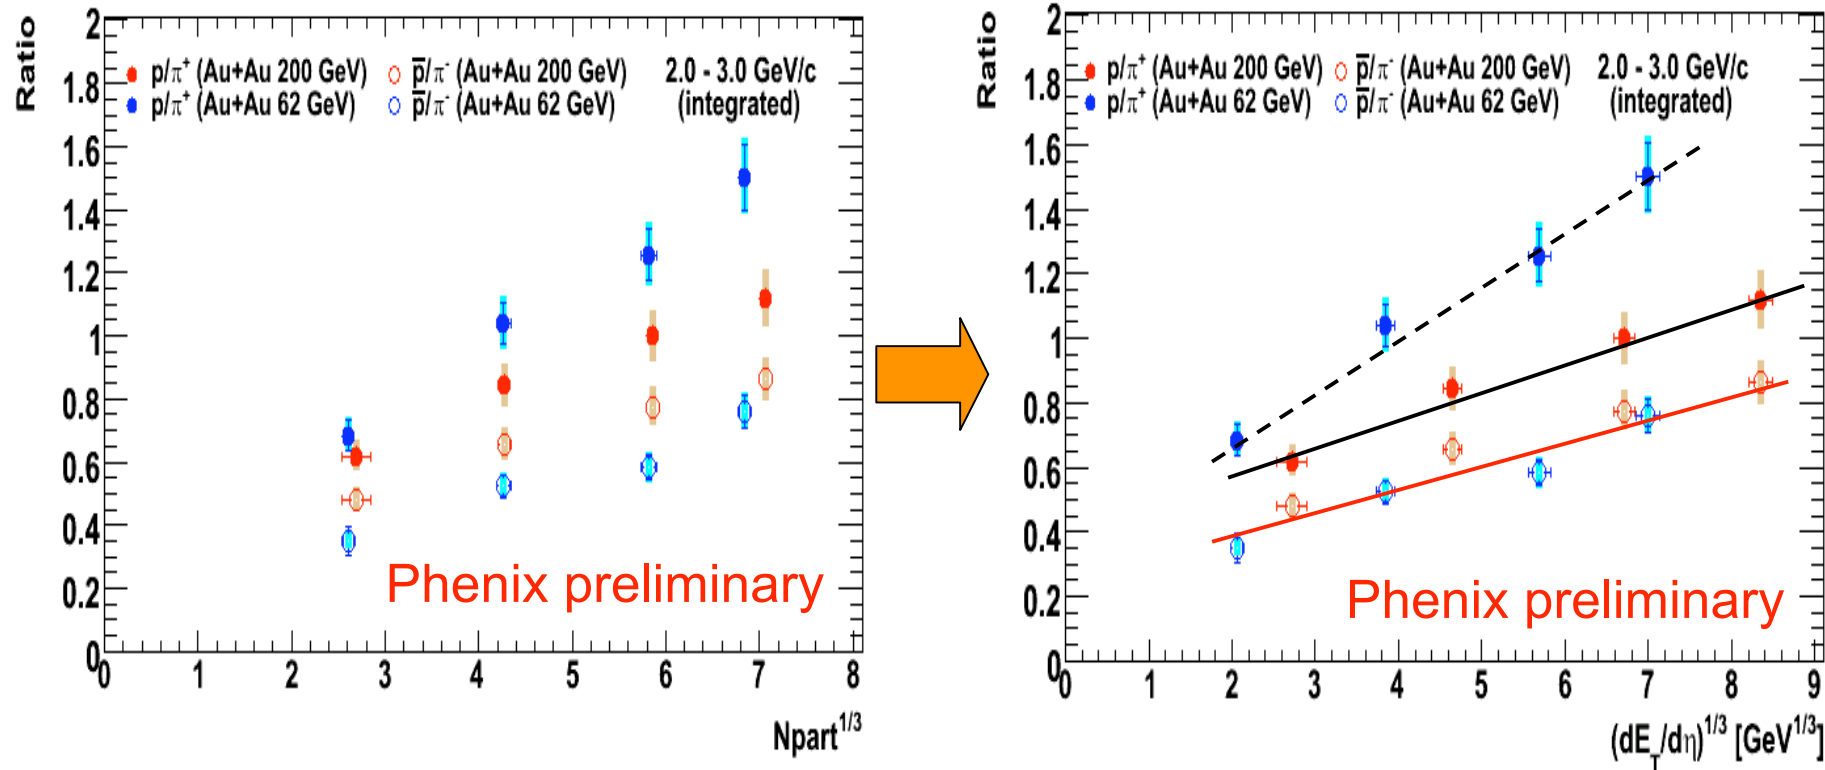 Ratio
2
1.8
1.6
1.4
1.2
1
0.8
0.6
0.4
0.2
0
p/π⁺ (Au+Au 200 GeV) p̅/π⁻ (Au+Au 200 GeV) 2.0 - 3.0 GeV/c
p/π⁺ (Au+Au 62 GeV) p̅/π⁻ (Au+Au 62 GeV) (integrated)
Phenix preliminary
0 1 2 3 4 5 6 7 8
Npart^1/3
Ratio
2
1.8
1.6
1.4
1.2
1
0.8
0.6
0.4
0.2
0
p/π⁺ (Au+Au 200 GeV) p̅/π⁻ (Au+Au 200 GeV) 2.0 - 3.0 GeV/c
p/π⁺ (Au+Au 62 GeV) p̅/π⁻ (Au+Au 62 GeV) (integrated)
Phenix preliminary
0 1 2 3 4 5 6 7 8 9
(dE_T/dη)^1/3 [GeV^1/3]